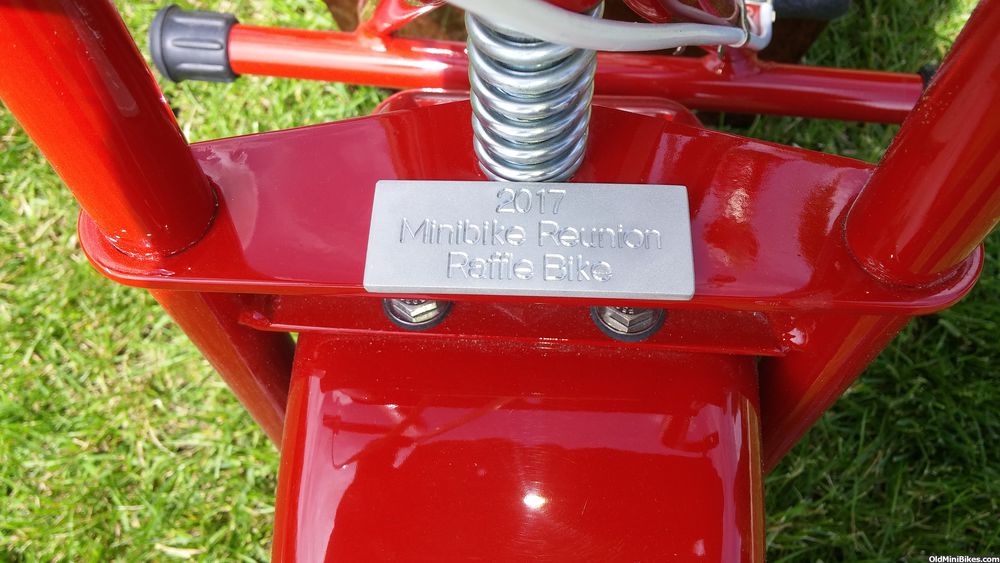 2017
Minibike Reunion
Raffle Bike
OldMiniBikes.com